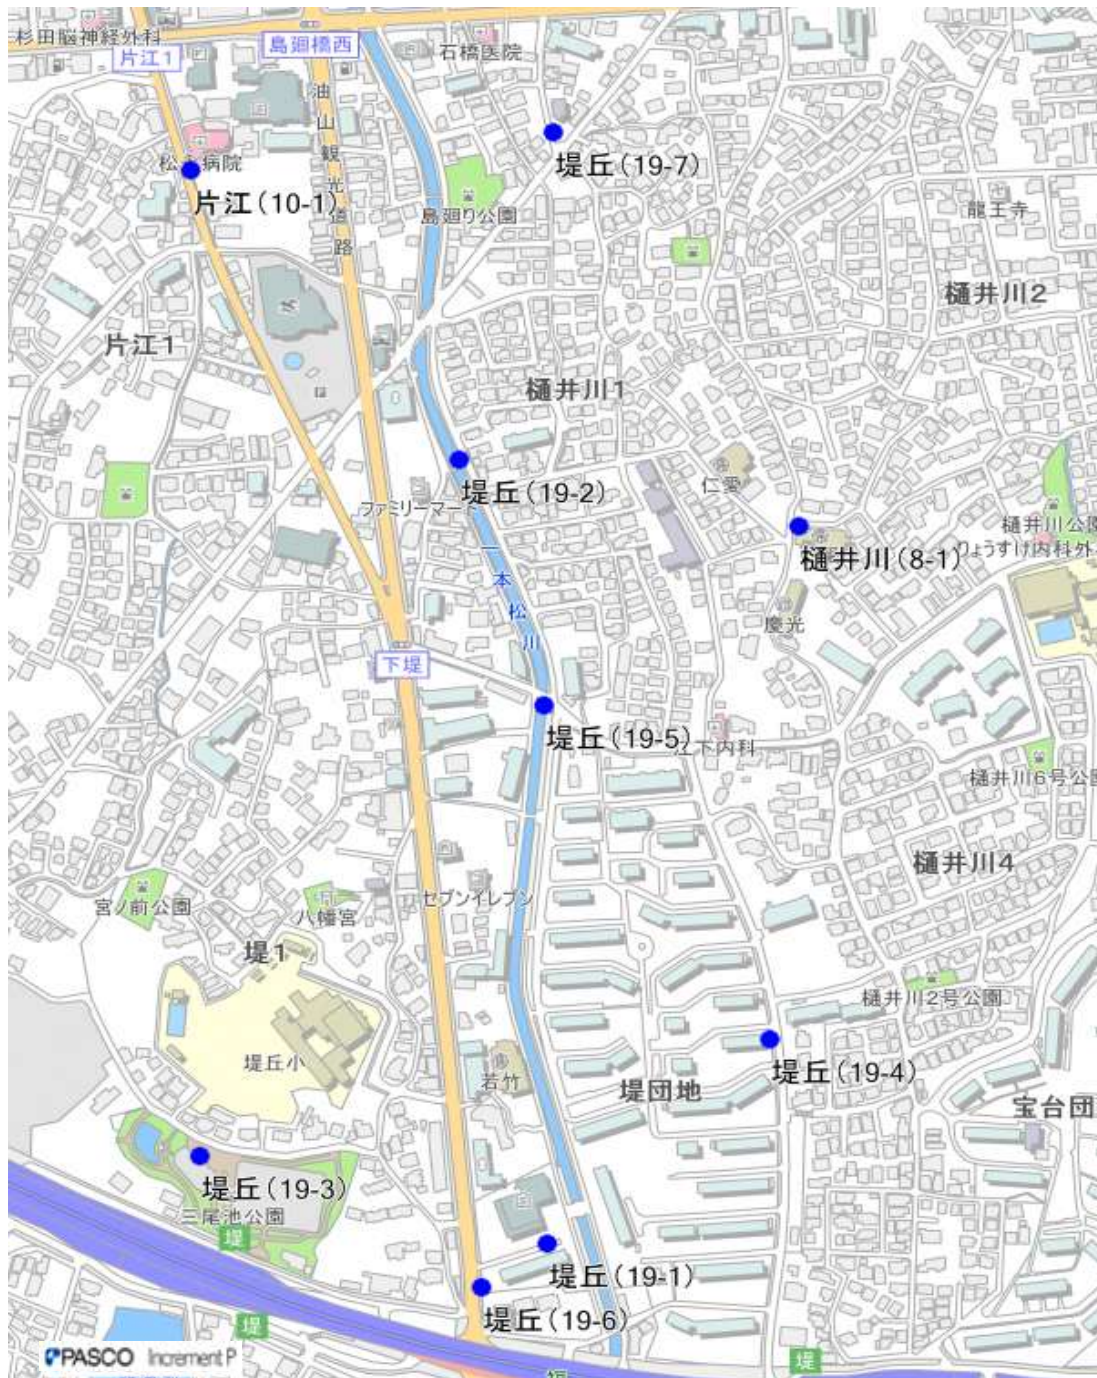 杉田脳神経外科
片江1
島廻橋西
石橋医院
油山観光道路
堤丘(19-7)
片江(10-1)
島廻り公園
龍王寺
樋井川2
片江1
樋井川1
堤丘(19-2)
仁愛
ファミリーマート
一本松川
樋井川公園
樋井川(8-1)
りょうすけ内科外
慶光
下堤
堤丘(19-5)
江下内科
樋井川6号公園
樋井川4
宮ノ前公園
八幡宮
セブンイレブン
堤1
樋井川2号公園
堤丘小
若竹
堤丘(19-4)
堤団地
宝台団
堤丘(19-3)
三尾池公園
堤
堤丘(19-1)
堤丘(19-6)
堤
堤
PASCO Increment P